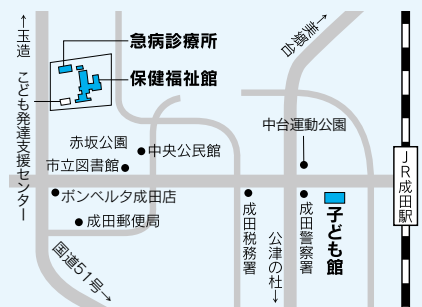 ←玉造
こども発達支援センター
急病診療所
保健福祉館
←美郷台
中台運動公園
赤坂公園
中央公民館
市立図書館
JR成田駅
ボンベルタ成田店
成田郵便局
国道51号→
成田税務署
公津の杜→
成田警察署
子ども館